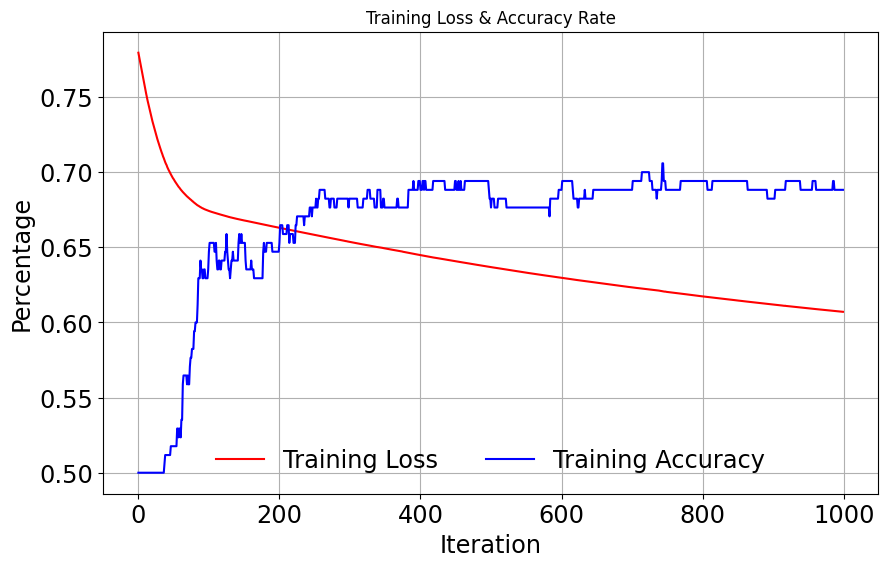 Training Loss & Accuracy Rate
Percentage
0.75
0.70
0.65
0.60
0.55
0.50
Training Loss
Training Accuracy
0
200
400
600
800
1000
Iteration